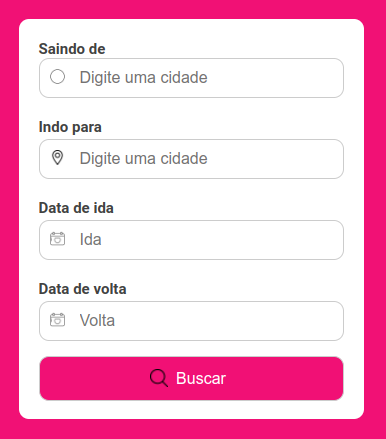 Saindo de
Digite uma cidade
Indo para
Digite uma cidade
Data de ida
Ida
Data de volta
Volta
Buscar